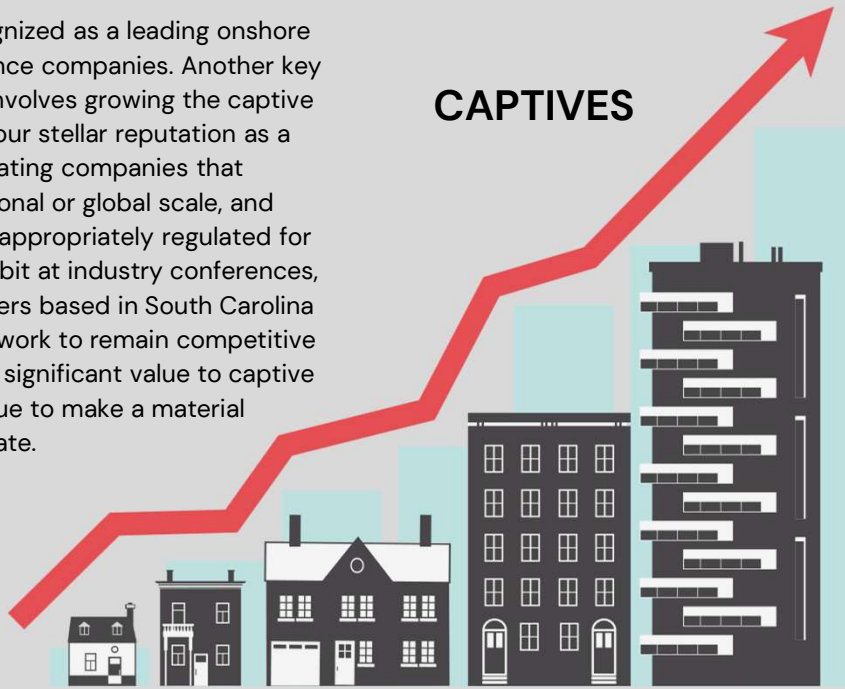 gnized as a leading onshore
nce companies. Another key
nvolves growing the captive
our stellar reputation as a
ating companies that
onal or global scale, and
appropriately regulated for
bit at industry conferences,
ers based in South Carolina
work to remain competitive
significant value to captive
ue to make a material
ate.
CAPTIVES